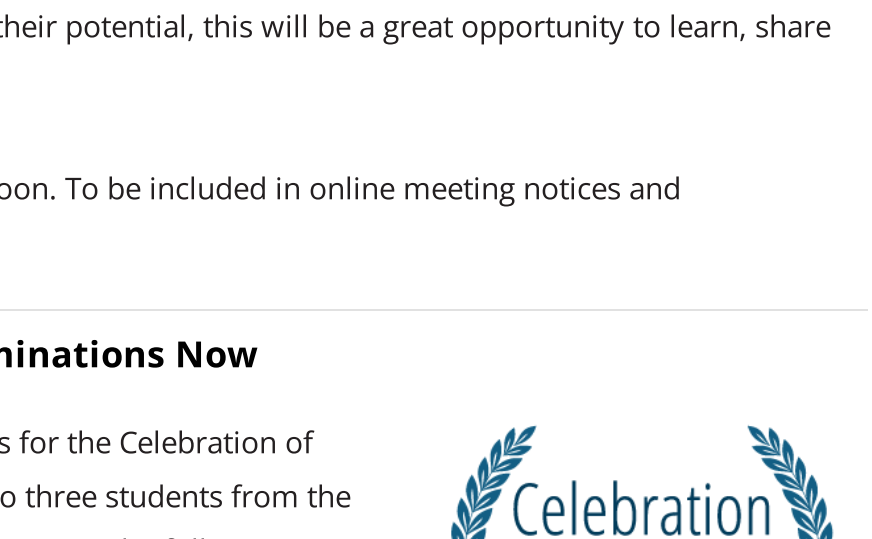 their potential, this will be a great opportunity to learn, share
oon. To be included in online meeting notices and
minations Now
s for the Celebration of
o three students from the
Celebration